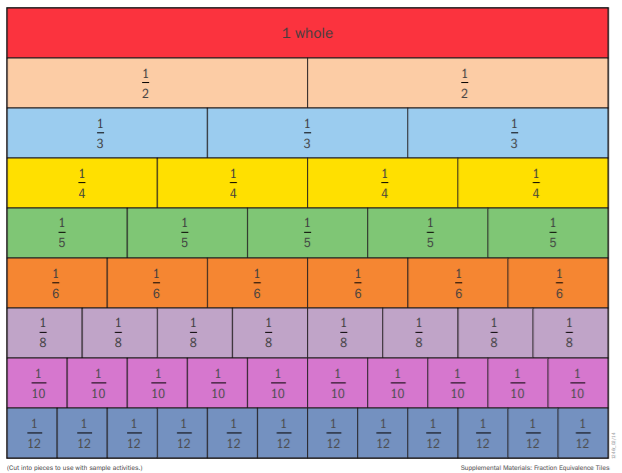 1 whole
1/2 1/2
1/3 1/3 1/3
1/4 1/4 1/4 1/4
1/5 1/5 1/5 1/5 1/5
1/6 1/6 1/6 1/6 1/6 1/6
1/8 1/8 1/8 1/8 1/8 1/8 1/8 1/8
1/10 1/10 1/10 1/10 1/10 1/10 1/10 1/10 1/10 1/10
1/12 1/12 1/12 1/12 1/12 1/12 1/12 1/12 1/12 1/12 1/12 1/12
(Cut into pieces to use with sample activities.) Supplemental Materials: Fraction Equivalence Tiles